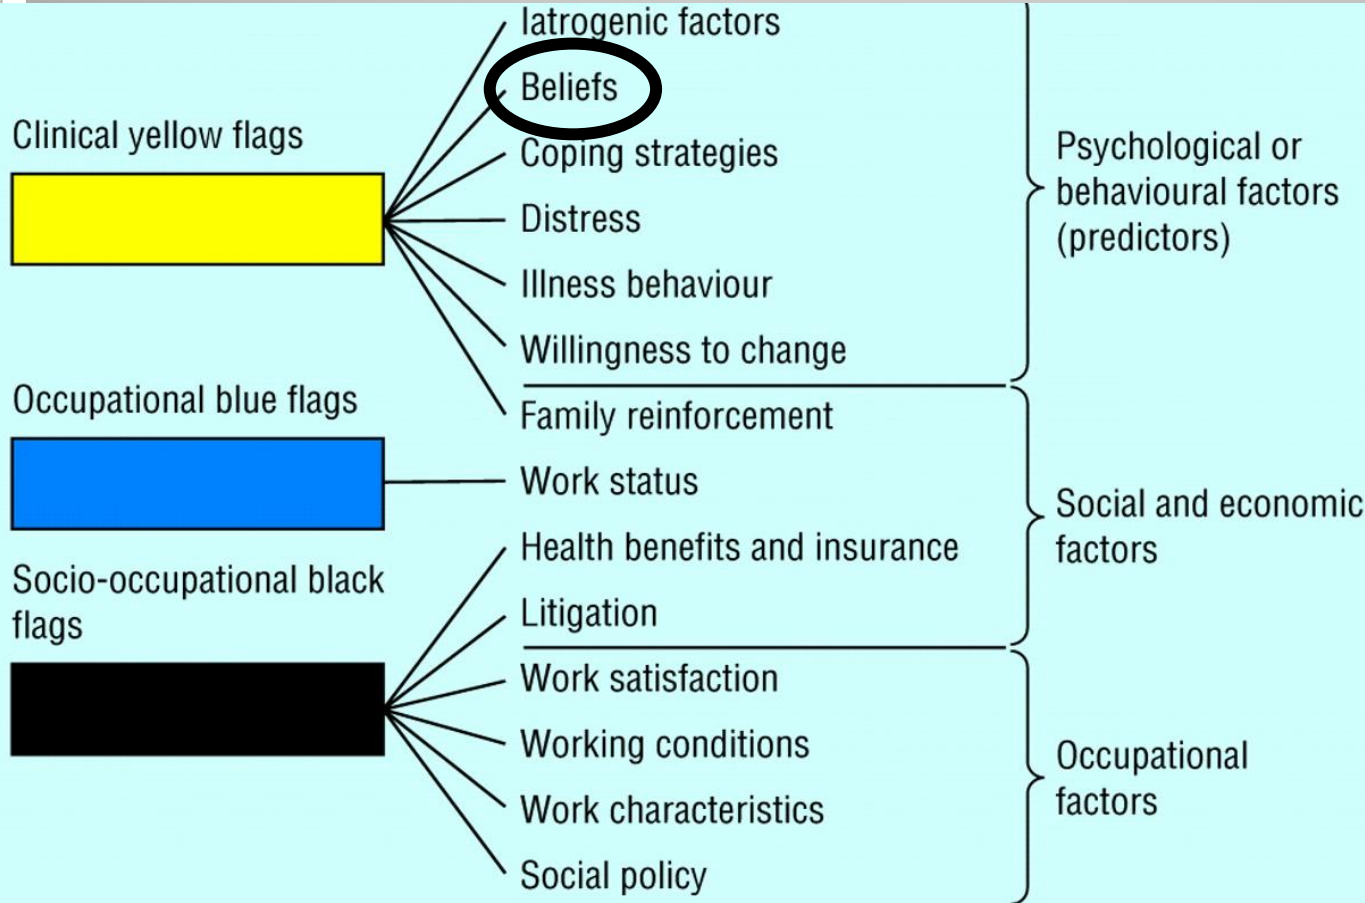 Clinical yellow flags
Occupational blue flags
Socio-occupational black
flags
Iatrogenic factors
Beliefs
Coping strategies
Distress
Illness behaviour
Willingness to change
Family reinforcement
Work status
Health benefits and insurance
Litigation
Work satisfaction
Working conditions
Work characteristics
Social policy
Psychological or
behavioural factors
(predictors)
Social and economic
factors
Occupational
factors